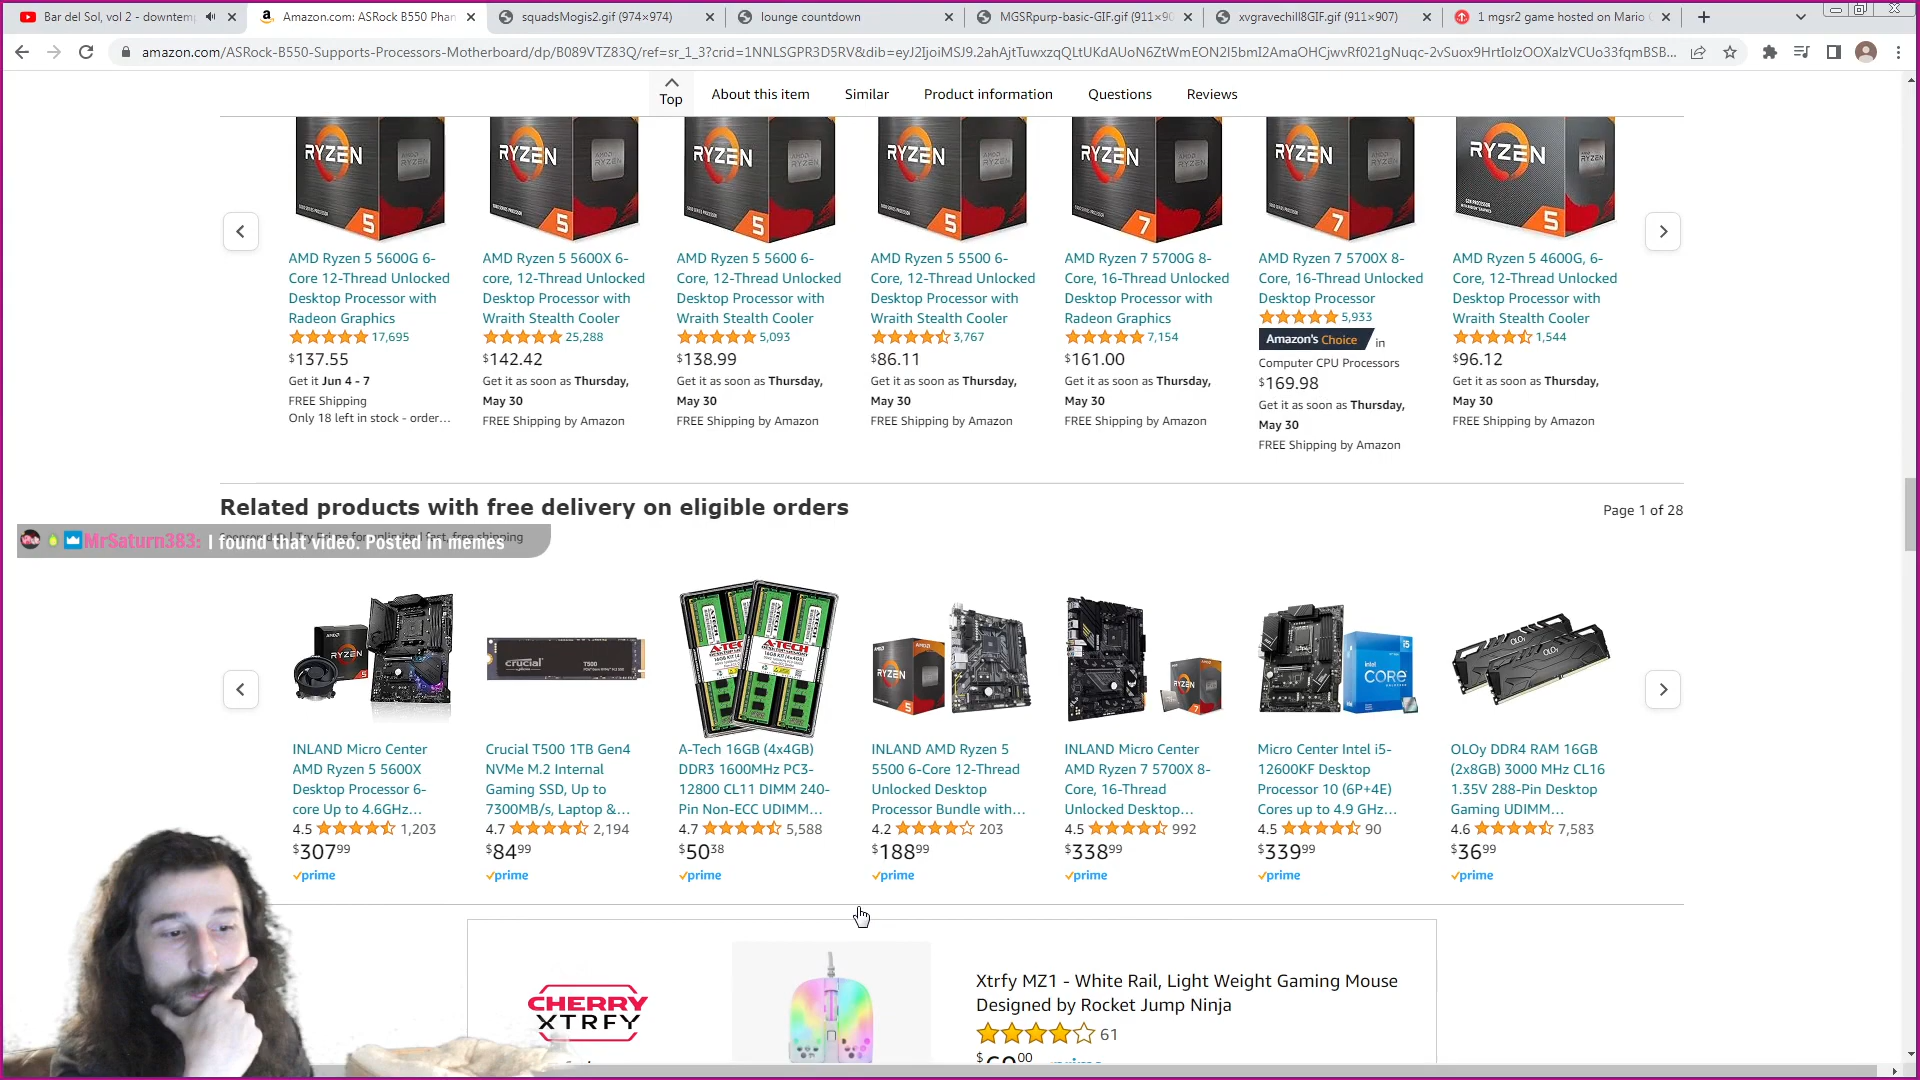 Bar del Sol, vol 2 - downtemp
Amazon.com: ASRock B550 Phan
squadsMogis2.gif (974×974)
lounge countdown
MGSRpurp-basic-GIF.gif (911×90
xvgravechill8GIF.gif (911×907)
1 mgsr2 game hosted on Mario
amazon.com/ASRock-B550-Supports-Processors-Motherboard/dp/B089VTZ83Q/ref=sr_1_3?crid=1NNLSGPR3D5RV&dib=
Top
About this item
Similar
Product information
Questions
Reviews
RYZEN 5
RYZEN 5
RYZEN 5
RYZEN 5
RYZEN 7
RYZEN 7
RYZEN 5
AMD Ryzen 5 5600G 6-
Core 12-Thread Unlocked
Desktop Processor with
Radeon Graphics
17,695
$137.55
Get it Jun 4 - 7
FREE Shipping
Only 18 left in stock - order…
AMD Ryzen 5 5600X 6-
core, 12-Thread Unlocked
Desktop Processor with
Wraith Stealth Cooler
25,288
$142.42
Get it as soon as Thursday,
May 30
FREE Shipping by Amazon
AMD Ryzen 5 5600 6-
Core, 12-Thread Unlocked
Desktop Processor with
Wraith Stealth Cooler
5,093
$138.99
Get it as soon as Thursday,
May 30
FREE Shipping by Amazon
AMD Ryzen 5 5500 6-
Core, 12-Thread Unlocked
Desktop Processor with
Wraith Stealth Cooler
3,767
$86.11
Get it as soon as Thursday,
May 30
FREE Shipping by Amazon
AMD Ryzen 7 5700G 8-
Core, 16-Thread Unlocked
Desktop Processor with
Radeon Graphics
7,154
$161.00
Get it as soon as Thursday,
May 30
FREE Shipping by Amazon
AMD Ryzen 7 5700X 8-
Core, 16-Thread Unlocked
Desktop Processor
5,933
Amazon's Choice in
Computer CPU Processors
$169.98
Get it as soon as Thursday,
May 30
FREE Shipping by Amazon
AMD Ryzen 5 4600G, 6-
Core, 12-Thread Unlocked
Desktop Processor with
Wraith Stealth Cooler
1,544
$96.12
Get it as soon as Thursday,
May 30
FREE Shipping by Amazon
Related products with free delivery on eligible orders
Page 1 of 28
MrSaturn383: I found that video. Posted in memes
INLAND Micro Center
AMD Ryzen 5 5600X
Desktop Processor 6-
core Up to 4.6GHz…
4.5 1,203
$307.99
prime
crucial T500
Crucial T500 1TB Gen4
NVMe M.2 Internal
Gaming SSD, Up to
7300MB/s, Laptop &…
4.7 2,194
$84.99
prime
A-TECH
A-Tech 16GB (4x4GB)
DDR3 1600MHz PC3-
12800 CL11 DIMM 240-
Pin Non-ECC UDIMM…
4.7 5,588
$50.38
prime
INLAND AMD Ryzen 5
5500 6-Core 12-Thread
Unlocked Desktop
Processor Bundle with…
4.2 203
$188.99
prime
INLAND Micro Center
AMD Ryzen 7 5700X 8-
Core, 16-Thread
Unlocked Desktop…
4.5 992
$338.99
prime
intel CORE i5
Micro Center Intel i5-
12600KF Desktop
Processor 10 (6P+4E)
Cores up to 4.9 GHz…
4.5 90
$339.99
prime
OLOy
OLOy DDR4 RAM 16GB
(2x8GB) 3000 MHz CL16
1.35V 288-Pin Desktop
Gaming UDIMM…
4.6 7,583
$36.99
prime
CHERRY
XTRFY
Xtrfy MZ1 - White Rail, Light Weight Gaming Mouse
Designed by Rocket Jump Ninja
61